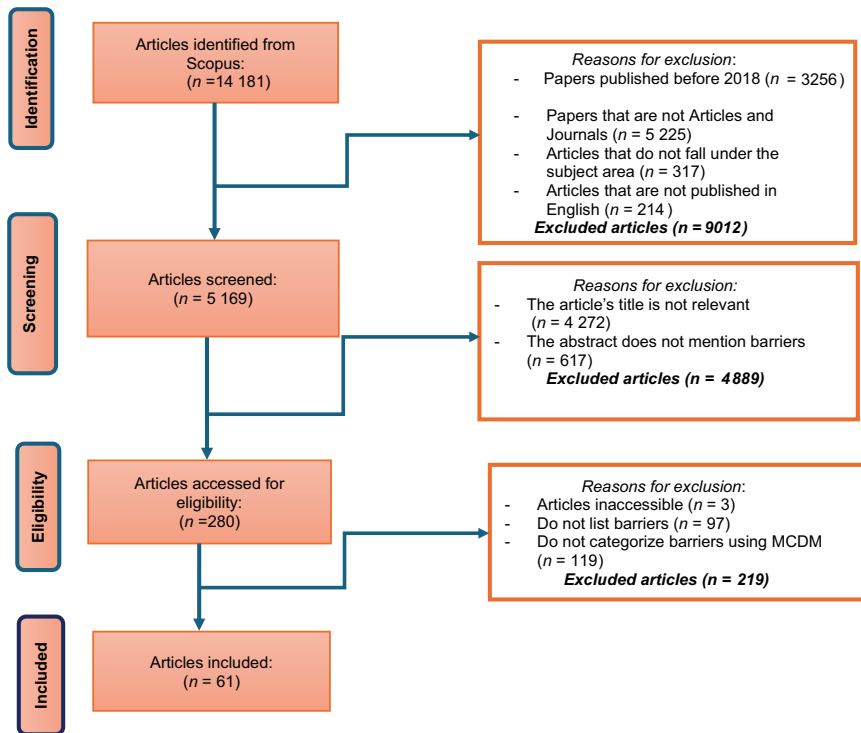 Identification
Articles identified from
Scopus:
(n =14 181)
Reasons for exclusion:
- Papers published before 2018 (n = 3256)
- Papers that are not Articles and
Journals (n = 5 225)
- Articles that do not fall under the
subject area (n = 317)
- Articles that are not published in
English (n = 214)
Excluded articles (n = 9012)
Screening
Articles screened:
(n = 5 169)
Reasons for exclusion:
- The article's title is not relevant
(n = 4 272)
- The abstract does not mention barriers
(n = 617)
Excluded articles (n = 4889)
Eligibility
Articles accessed for
eligibility:
(n =280)
Reasons for exclusion:
- Articles inaccessible (n = 3)
- Do not list barriers (n = 97)
- Do not categorize barriers using MCDM
(n = 119)
Excluded articles (n = 219)
Included
Articles included:
(n = 61)